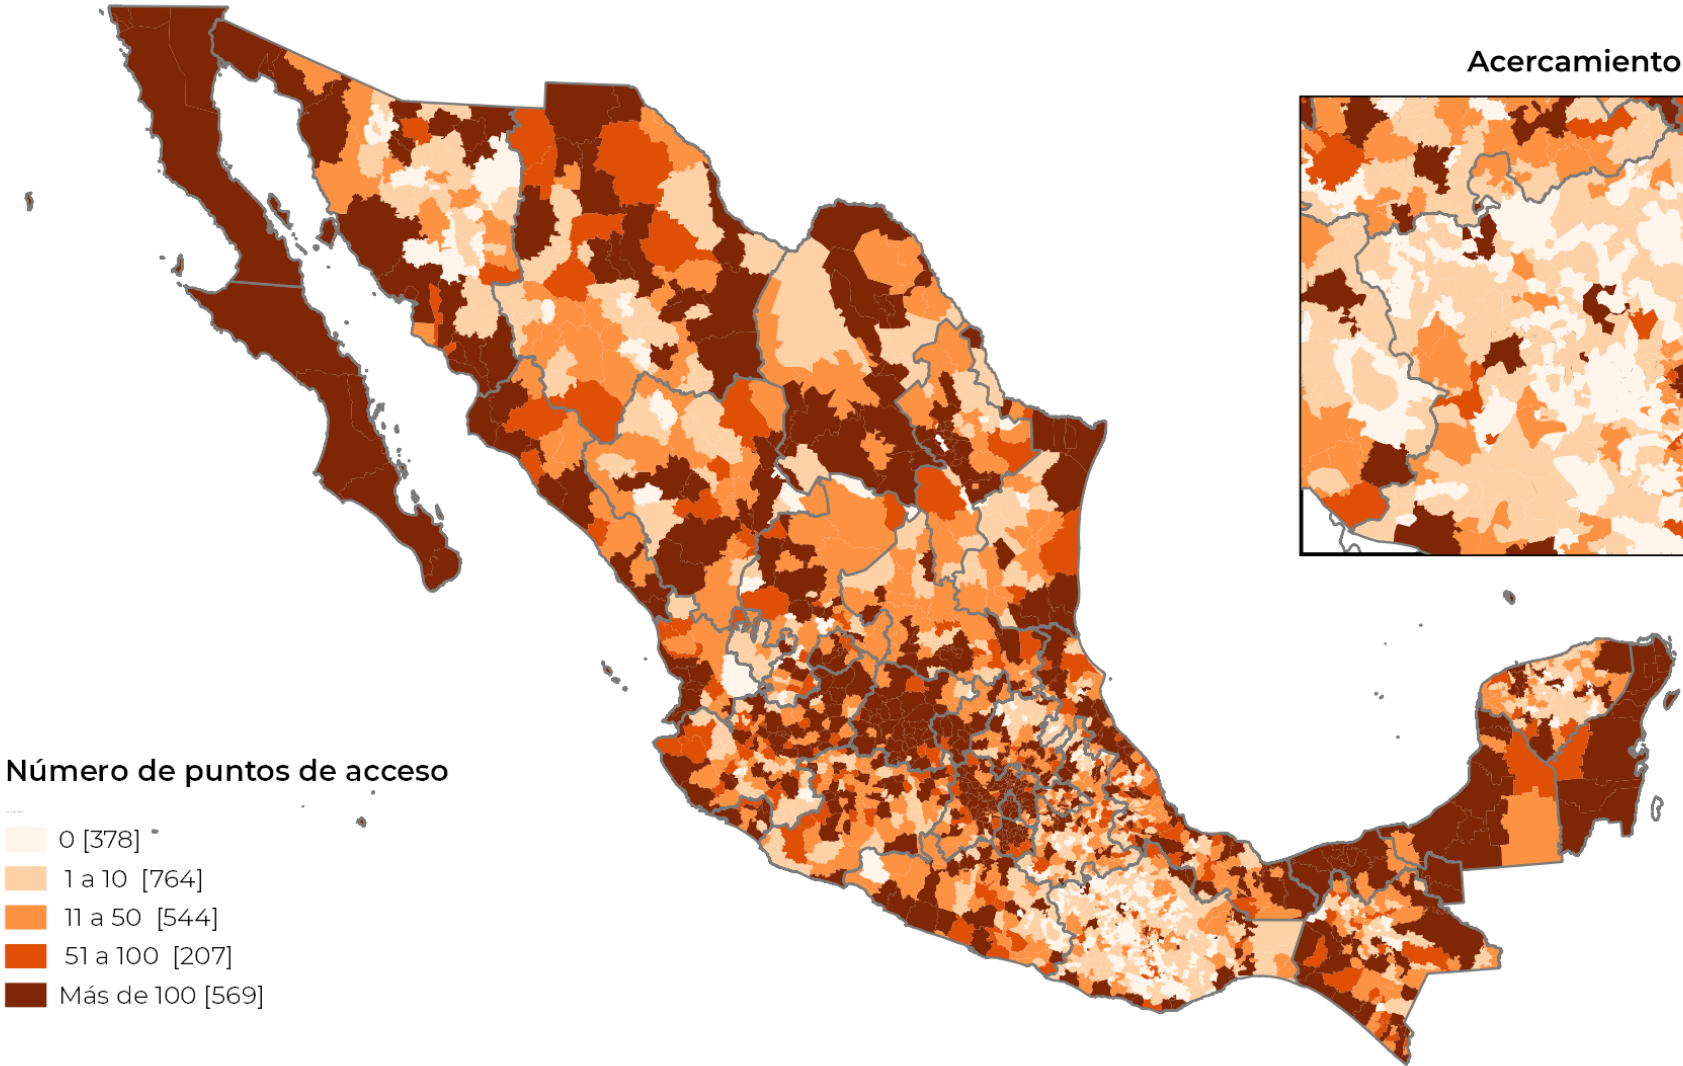 Acercamiento
Número de puntos de acceso
0 [378]
1 a 10 [764]
11 a 50 [544]
51 a 100 [207]
Más de 100 [569]